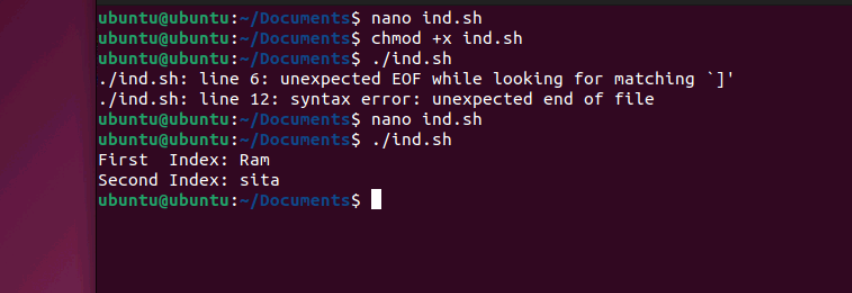 ubuntu@ubuntu:~/Documents$ nano ind.sh
ubuntu@ubuntu:~/Documents$ chmod +x ind.sh
ubuntu@ubuntu:~/Documents$ ./ind.sh
./ind.sh: line 6: unexpected EOF while looking for matching `]'
./ind.sh: line 12: syntax error: unexpected end of file
ubuntu@ubuntu:~/Documents$ nano ind.sh
ubuntu@ubuntu:~/Documents$ ./ind.sh
First  Index: Ram
Second Index: sita
ubuntu@ubuntu:~/Documents$